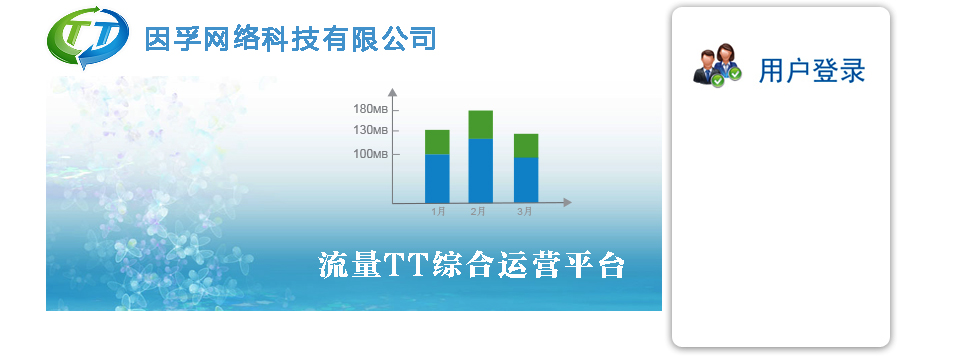 TT
因孚网络科技有限公司
用户登录
180MB
130MB
100MB
1月
2月
3月
流量TT综合运营平台